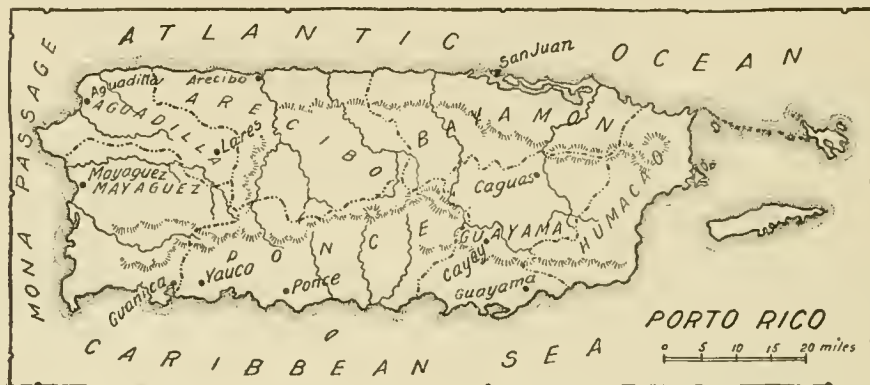 ATLANTIC OCEAN
San Juan
MONA PASSAGE
Aguadilla
Arecibo
AGUADILLA
ARECIBO
BAYAMON
Lares
Mayaguez
MAYAGUEZ
Caguas
HUMACAO
GUAYAMA
Cayey
PONCE
Guanica
Yauco
Ponce
Guayama
PORTO RICO
0 5 10 15 20 miles
CARIBBEAN SEA